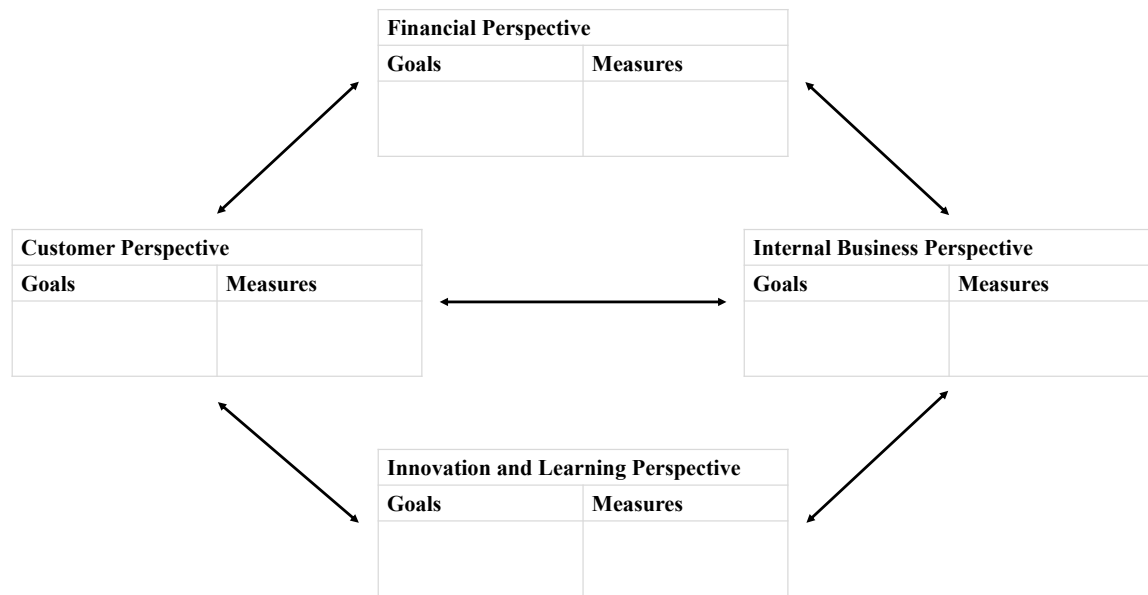 Financial Perspective
Goals Measures
Customer Perspective
Goals Measures
Internal Business Perspective
Goals Measures
Innovation and Learning Perspective
Goals Measures